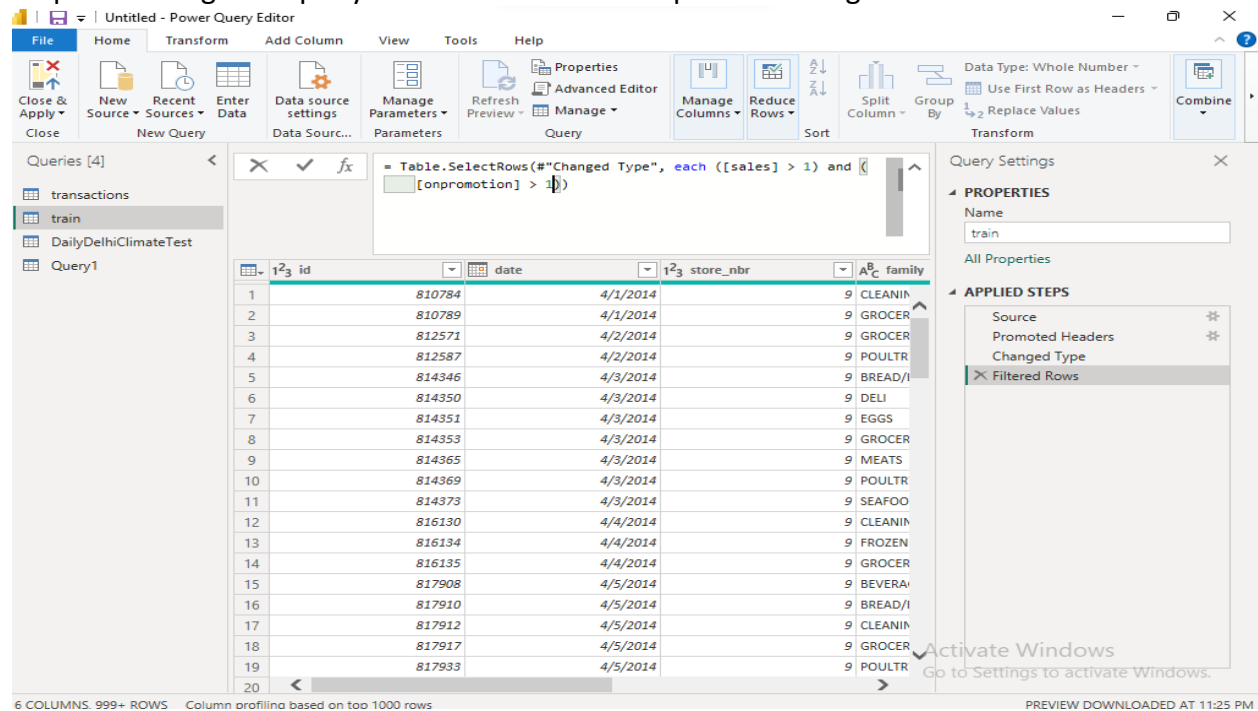 Untitled - Power Query Editor
File Home Transform Add Column View Tools Help
Close & Apply
New Source
Recent Sources
Enter Data
Data source settings
Manage Parameters
Refresh Preview
Properties
Advanced Editor
Manage
Manage Columns
Reduce Rows
Split Column
Group By
Data Type: Whole Number
Use First Row as Headers
Replace Values
Combine
Close New Query Data Sourc... Parameters Query Sort Transform
Queries [4]
transactions
train
DailyDelhiClimateTest
Query1
= Table.SelectRows(#"Changed Type", each ([sales] > 1) and (
[onpromotion] > 1))
id date store_nbr family
1 810784 4/1/2014 9 CLEANIN
2 810789 4/1/2014 9 GROCER
3 812571 4/2/2014 9 GROCER
4 812587 4/2/2014 9 POULTR
5 814346 4/3/2014 9 BREAD/
6 814350 4/3/2014 9 DELI
7 814351 4/3/2014 9 EGGS
8 814353 4/3/2014 9 GROCER
9 814365 4/3/2014 9 MEATS
10 814369 4/3/2014 9 POULTR
11 814373 4/3/2014 9 SEAFOO
12 816130 4/4/2014 9 CLEANIN
13 816134 4/4/2014 9 FROZEN
14 816135 4/4/2014 9 GROCER
15 817908 4/5/2014 9 BEVERA
16 817910 4/5/2014 9 BREAD/
17 817912 4/5/2014 9 CLEANIN
18 817917 4/5/2014 9 GROCER
19 817933 4/5/2014 9 POULTR
20
Query Settings
PROPERTIES
Name
train
All Properties
APPLIED STEPS
Source
Promoted Headers
Changed Type
Filtered Rows
Activate Windows
Go to Settings to activate Windows.
6 COLUMNS, 999+ ROWS Column profiling based on top 1000 rows
PREVIEW DOWNLOADED AT 11:25 PM